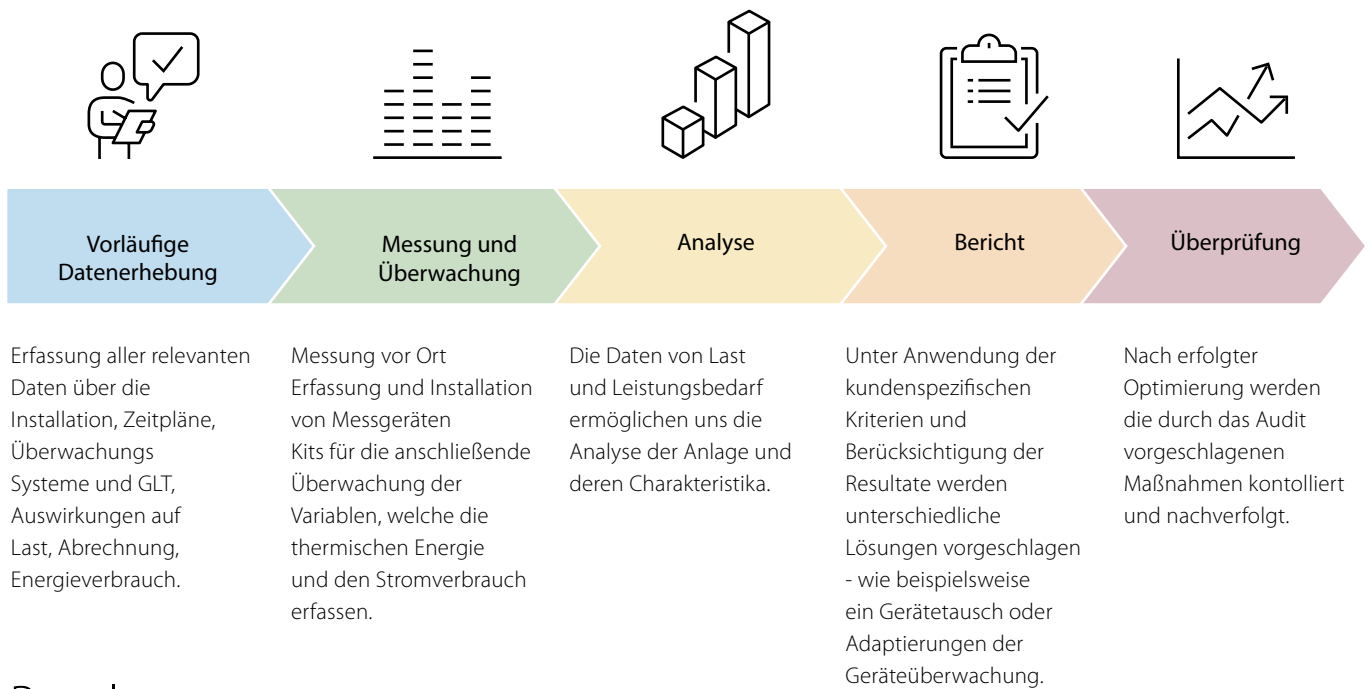 Vorläufige
Datenerhebung
Messung und
Überwachung
Analyse
Bericht
Überprüfung
Erfassung aller relevanten
Daten über die
Installation, Zeitpläne,
Überwachungs
Systeme und GLT,
Auswirkungen auf
Last, Abrechnung,
Energieverbrauch.
Messung vor Ort
Erfassung und Installation
von Messgeräten
Kits für die anschließende
Überwachung der
Variablen, welche die
thermischen Energie
und den Stromverbrauch
erfassen.
Die Daten von Last
und Leistungsbedarf
ermöglichen uns die
Analyse der Anlage und
deren Charakteristika.
Unter Anwendung der
kundenspezifischen
Kriterien und
Berücksichtigung der
Resultate werden
unterschiedliche
Lösungen vorgeschlagen
- wie beispielsweise
ein Gerätetausch oder
Adaptierungen der
Geräteüberwachung.
Nach erfolgter
Optimierung werden
die durch das Audit
vorgeschlagenen
Maßnahmen kontolliert
und nachverfolgt.